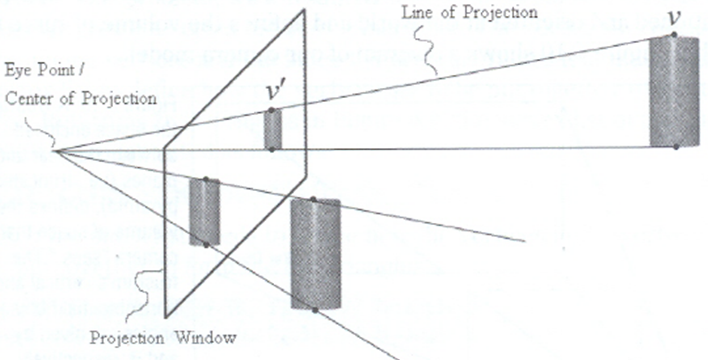 Line of Projection
v
Eye Point /
Center of Projection
v'
Projection Window